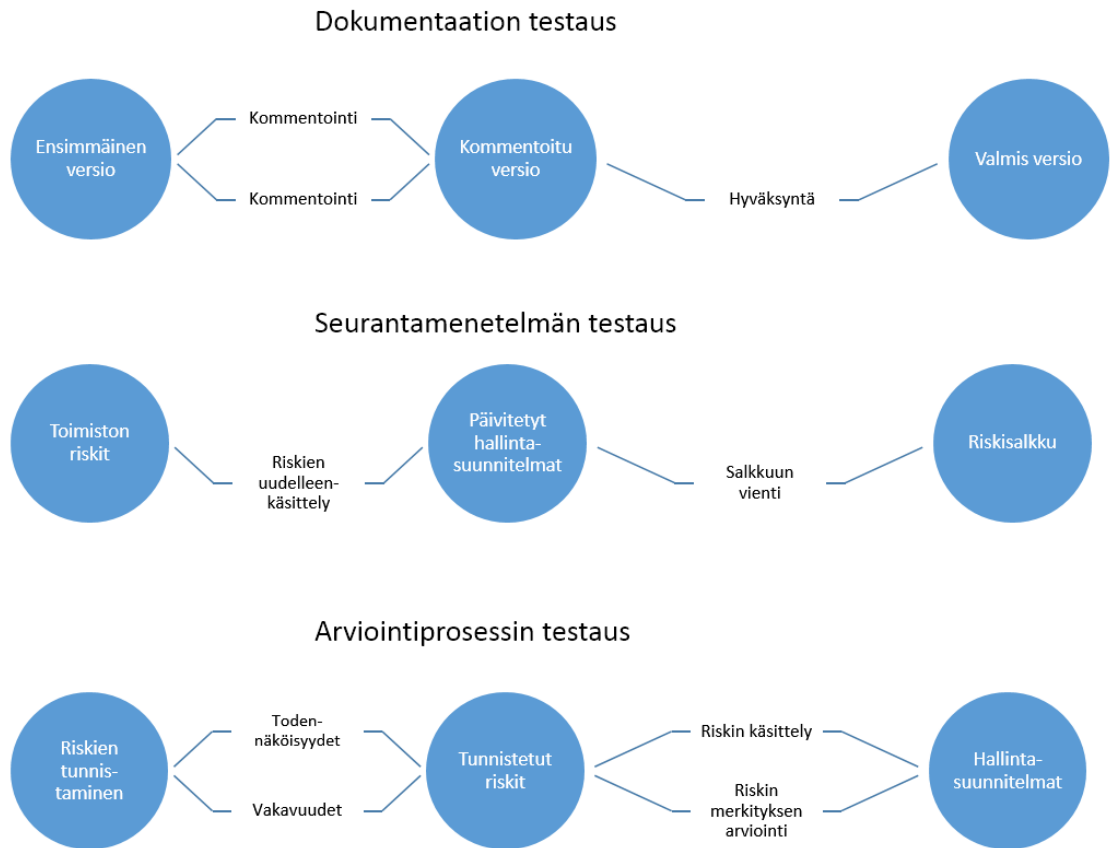 Dokumentaation testaus
Ensimmäinen
versio
Kommentointi
Kommentointi
Kommentoitu
versio
Hyväksyntä
Valmis versio
Seurantamenetelmän testaus
Toimiston
riskit
Riskien
uudelleen-
käsittely
Päivitetyt
hallinta-
suunnitelmat
Salkkuun
vienti
Riskisalkku
Arviointiprosessin testaus
Riskien
tunnis-
taminen
Toden-
näköisyydet
Vakavuudet
Tunnistetut
riskit
Riskin käsittely
Riskin
merkityksen
arviointi
Hallinta-
suunnitelmat